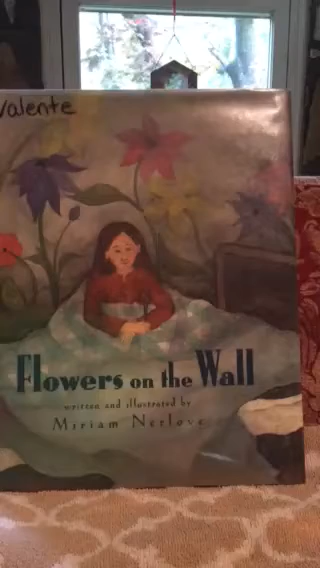 Valente
Flowers on the Wall
written and illustrated by
Miriam Nerlove